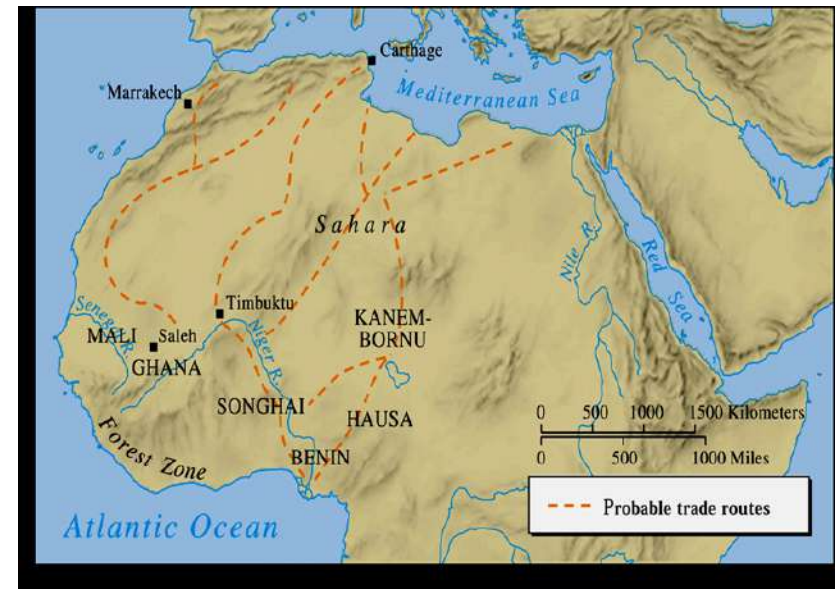 Carthage
Marrakech
Mediterranean Sea
Sahara
Nile R.
Red Sea
Timbuktu
Senegal R.
MALI
Saleh
GHANA
Niger R.
KANEM-
BORNU
SONGHAI
HAUSA
BENIN
Forest Zone
0 500 1000 1500 Kilometers
0 500 1000 Miles
Probable trade routes
Atlantic Ocean